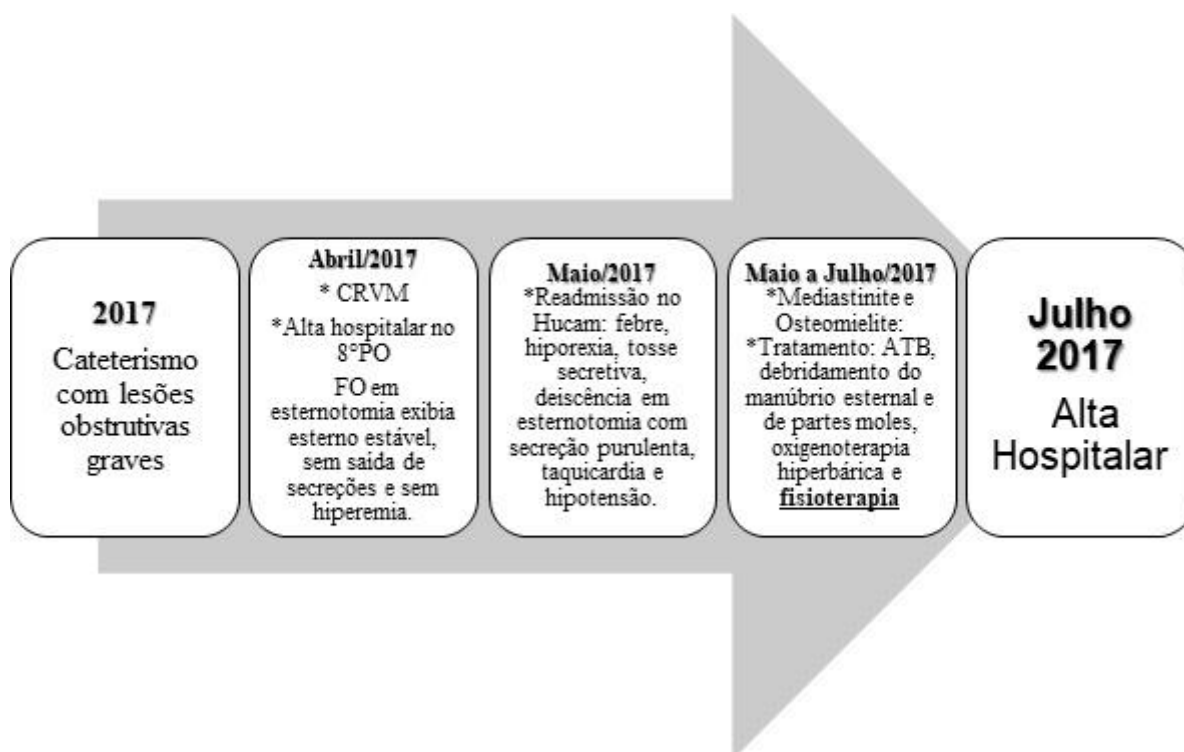 2017
Cateterismo
com lesões
obstrutivas
graves
Abril/2017
* CRVM
*Alta hospitalar no
8°PO
FO em
esternotomia exibia
esterno estável,
sem saída de
secreções e sem
hiperemia.
Maio/2017
*Readmissão no
Hucam: febre,
hiporexia, tosse
secretiva,
deiscência em
esternotomia com
secreção purulenta,
taquicardia e
hipotensão.
Maio a Julho/2017
*Mediastinite e
Osteomielite:
*Tratamento: ATB,
debridamento do
manúbrio esternal e
de partes moles,
oxigenoterapia
hiperbárica e
fisioterapia
Julho
2017
Alta
Hospitalar